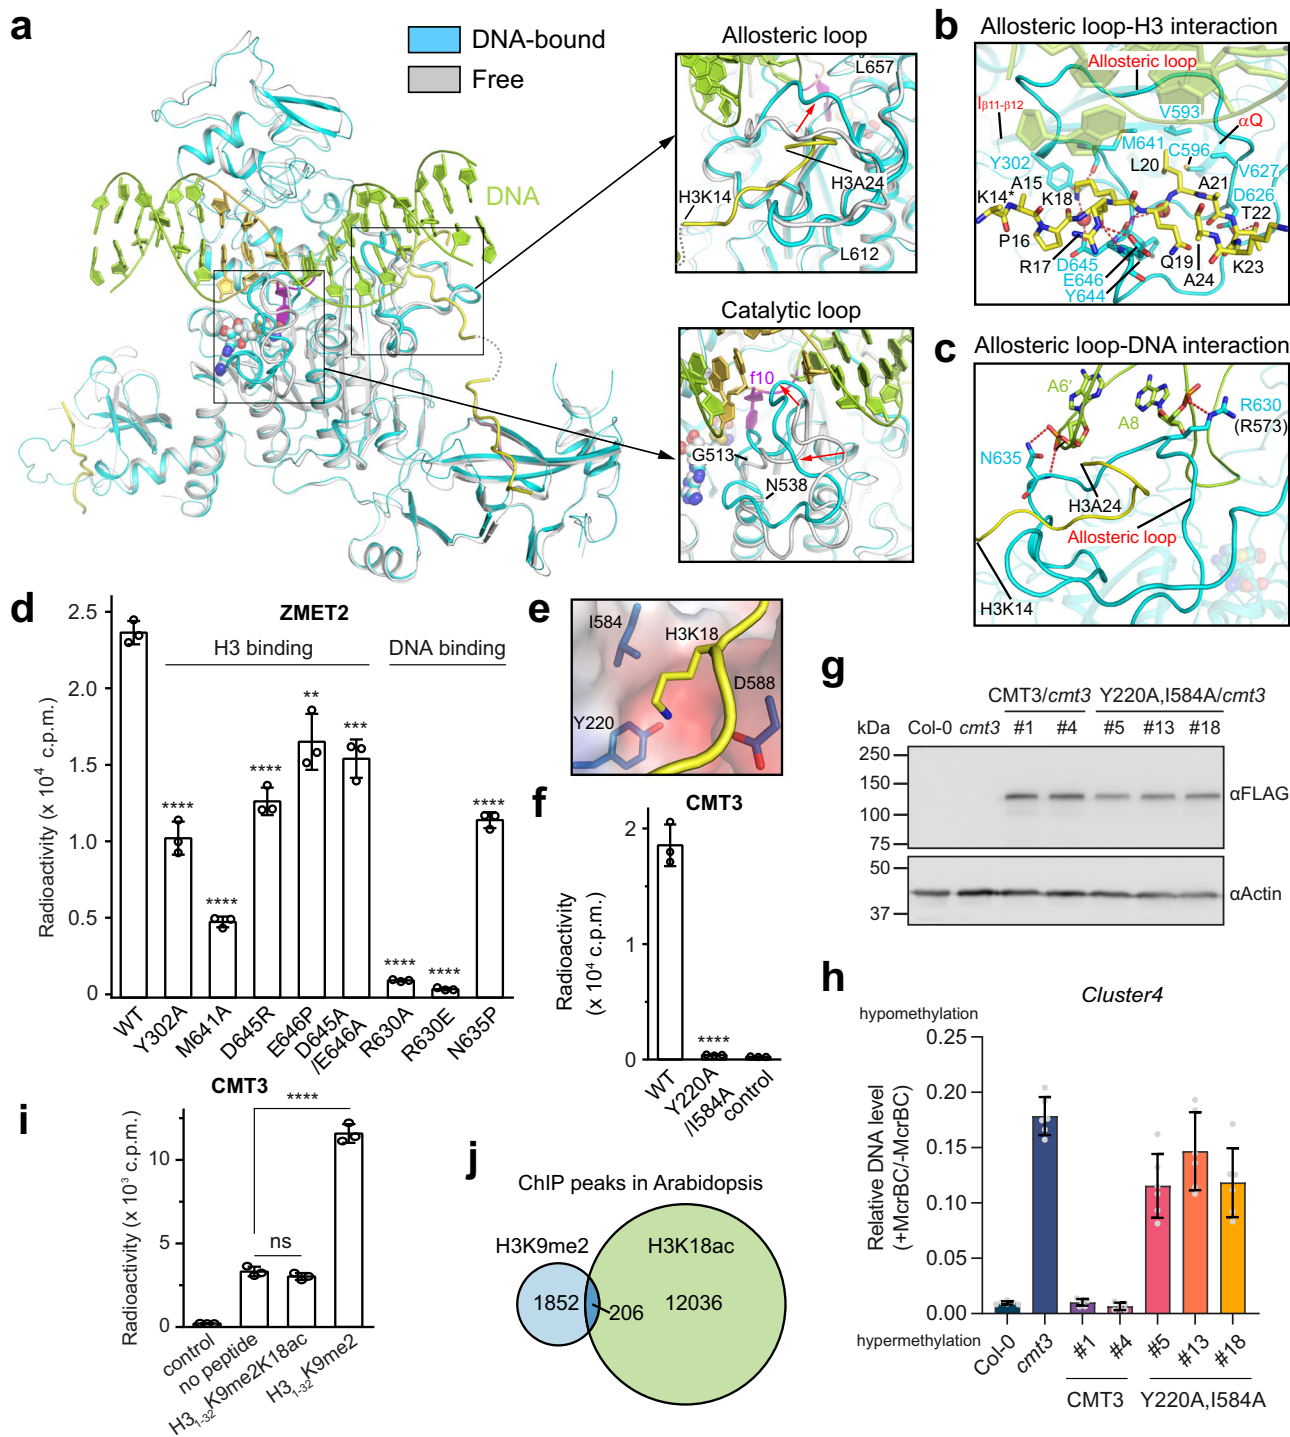 a
DNA-bound
Free
DNA
Allosteric loop
L657
H3K14
H3A24
L612
Catalytic loop
f10
G513
N538
b
Allosteric loop-H3 interaction
Allosteric loop
Iβ11-β12
V593
αQ
M641
C596
Y302
L20
V627
K14*
A15
K18
A21
D626
T22
P16
R17
D645
Q19
A24
K23
E646
Y644
c
Allosteric loop-DNA interaction
A6′
A8
R630
(R573)
N635
H3A24
Allosteric loop
H3K14
d
ZMET2
H3 binding
DNA binding
Radioactivity (x 10⁴ c.p.m.)
2.5
2.0
1.5
1.0
0.5
0
****
****
****
**
***
****
****
****
WT
Y302A
M641A
D645R
E646P
D645A
/E646A
R630A
R630E
N635P
e
I584
H3K18
D588
Y220
f
CMT3
Radioactivity
(x 10⁴ c.p.m.)
2
2
0
****
WT
Y220A
/I584A
control
g
CMT3/cmt3
Y220A,I584A/cmt3
kDa
Col-0 cmt3 #1 #4 #5 #13 #18
250
150
100
75
αFLAG
50
37
αActin
h
Cluster4
hypomethylation
Relative DNA level
(+McrBC/-McrBC)
0.25
0.20
0.15
0.10
0.05
0.00
hypermethylation
Col-0
cmt3
#1
#4
#5
#13
#18
CMT3
Y220A,I584A
i
CMT3
Radioactivity (x 10³ c.p.m.)
10
5
0
****
ns
control
no peptide
H3₁₋₃₂K9me2K18ac
H3₁₋₃₂K9me2
j
ChIP peaks in Arabidopsis
H3K9me2
H3K18ac
1852
206
12036